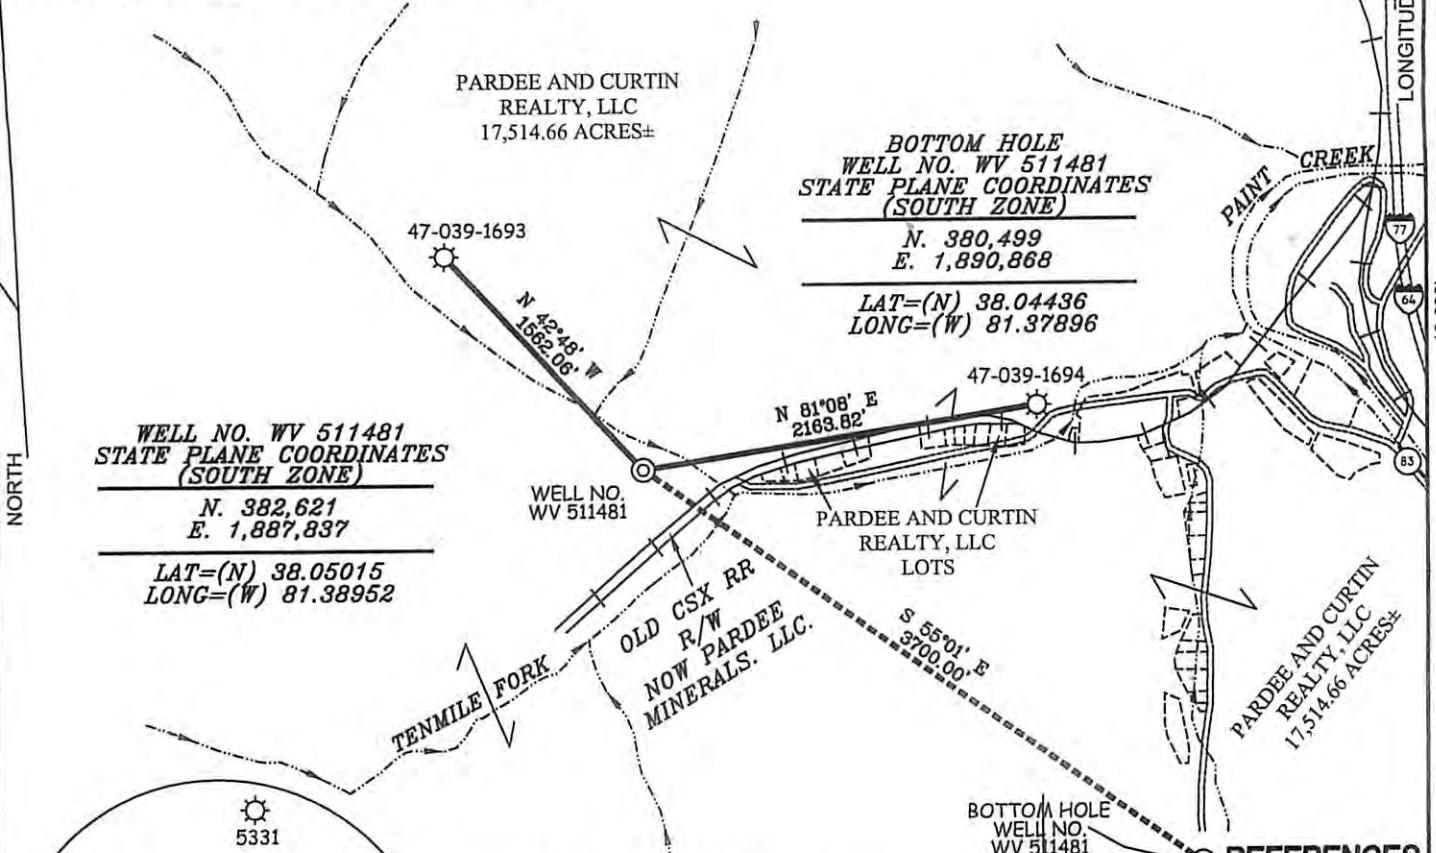 LONGITUD
PARDEE AND CURTIN
REALTY, LLC
17,514.66 ACRES±
BOTTOM HOLE
WELL NO. WV 511481
STATE PLANE COORDINATES
(SOUTH ZONE)
N. 380,499
E. 1,890,868
LAT=(N) 38.04436
LONG=(W) 81.37896
PAINT CREEK
77
64
47-039-1693
N 42°48' W
1562.06'
47-039-1694
N 81°08' E
2163.82'
83
WELL NO. WV 511481
STATE PLANE COORDINATES
(SOUTH ZONE)
N. 382,621
E. 1,887,837
LAT=(N) 38.05015
LONG=(W) 81.38952
NORTH
WELL NO.
WV 511481
PARDEE AND CURTIN
REALTY, LLC
LOTS
OLD CSX RR
R/W
NOW PARDEE
MINERALS. LLC.
S 55°01' E
3700.00'
PARDEE AND CURTIN
REALTY, LLC
17,514.66 ACRES±
TENMILE FORK
5331
BOTTOM HOLE
WELL NO.
WV 511481
REFERENCES